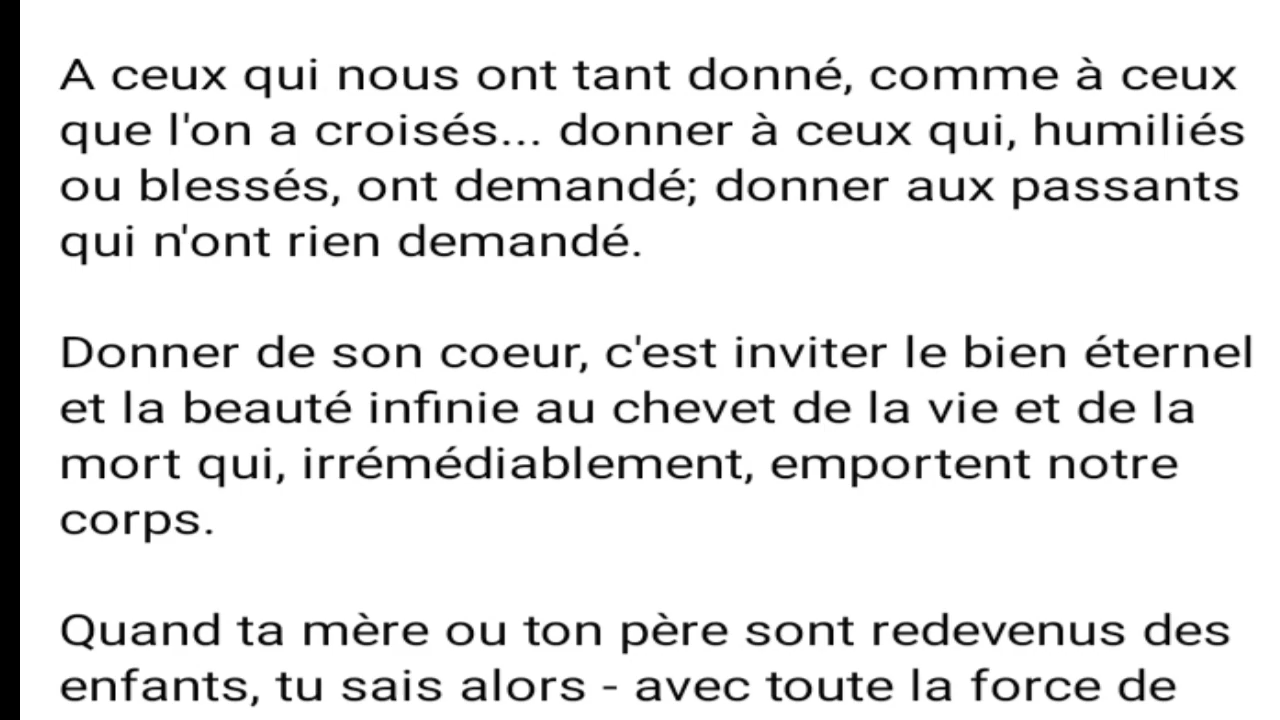 A ceux qui nous ont tant donné, comme à ceux
que l'on a croisés... donner à ceux qui, humiliés
ou blessés, ont demandé; donner aux passants
qui n'ont rien demandé.
Donner de son coeur, c'est inviter le bien éternel
et la beauté infinie au chevet de la vie et de la
mort qui, irrémédiablement, emportent notre
corps.
Quand ta mère ou ton père sont redevenus des
enfants, tu sais alors - avec toute la force de